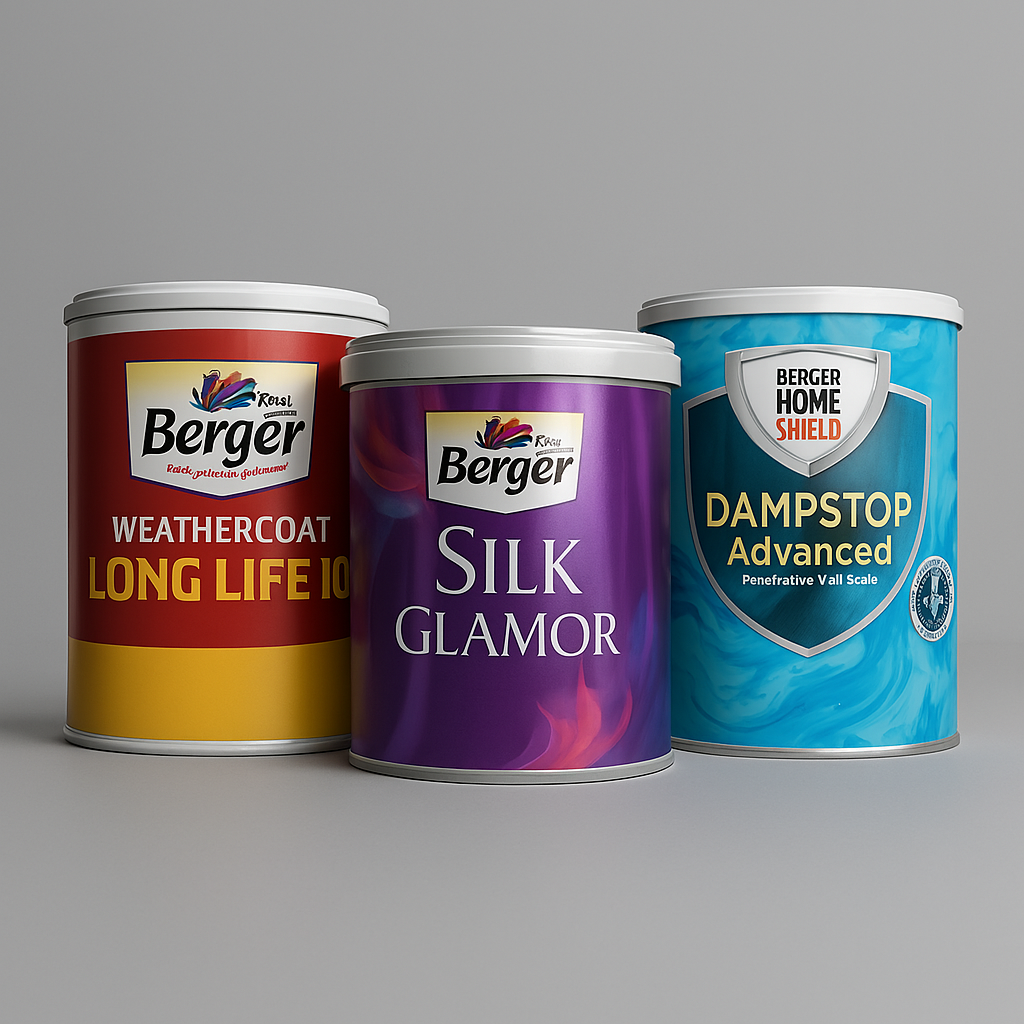 Berger
WEATHERCOAT
LONG LIFE 10
Berger
SILK
GLAMOR
BERGER
HOME
SHIELD
DAMPSTOP
Advanced
Penefrative Vall Scale